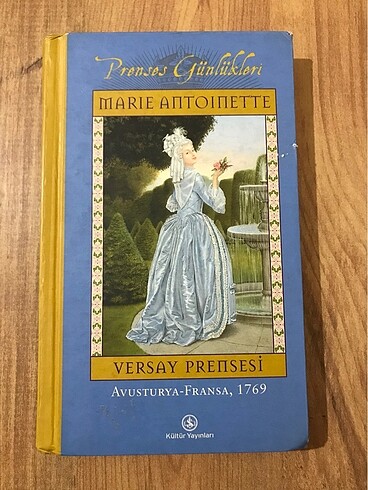 Prenses Günlükleri
MARIE ANTOINETTE
VERSAY PRENSESİ
AVUSTURYA-FRANSA, 1769
Kültür Yayınları